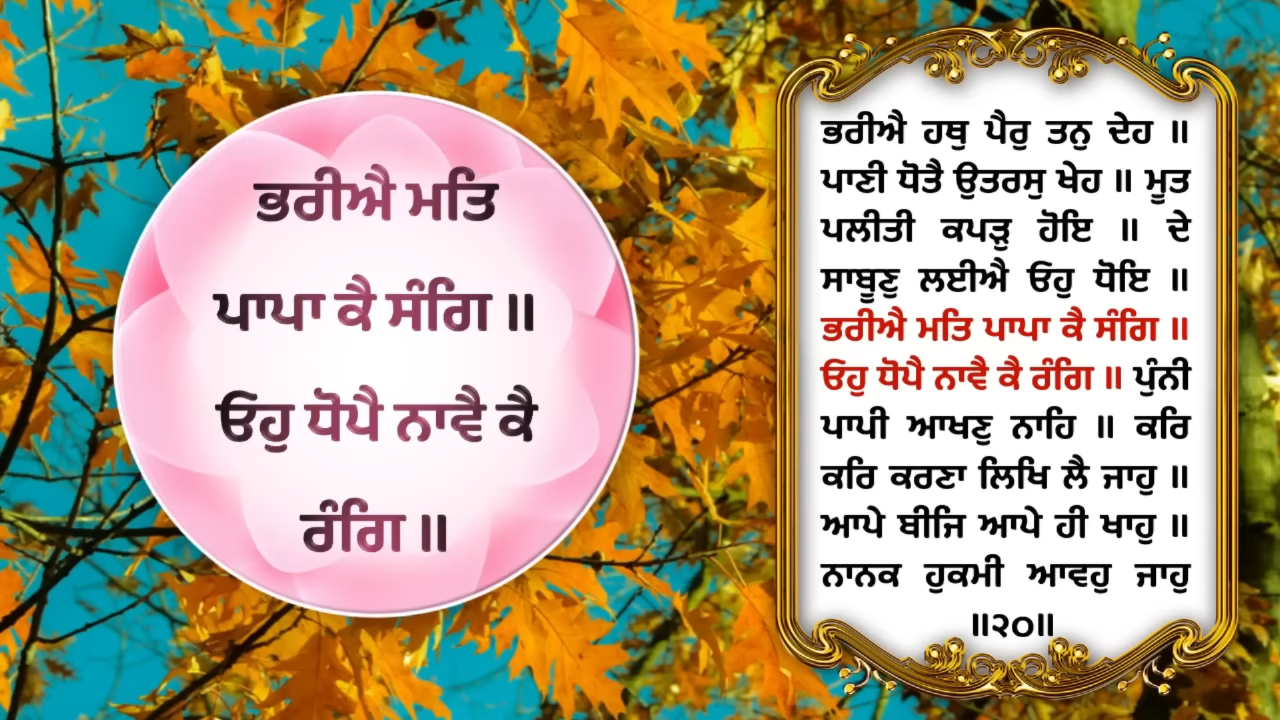 ਭਰੀਐ ਮਤਿ
ਪਾਪਾ ਕੈ ਸੰਗਿ ॥
ਓਹੁ ਧੋਪੈ ਨਾਵੈ ਕੈ
ਰੰਗਿ ॥
ਭਰੀਐ ਹਥੁ ਪੈਰੁ ਤਨੁ ਦੇਹ ॥
ਪਾਣੀ ਧੋਤੈ ਉਤਰਸੁ ਖੇਹ ॥ ਮੂਤ
ਪਲੀਤੀ ਕਪੜੁ ਹੋਇ ॥ ਦੇ
ਸਾਬੂਣੁ ਲਈਐ ਓਹੁ ਧੋਇ ॥
ਭਰੀਐ ਮਤਿ ਪਾਪਾ ਕੈ ਸੰਗਿ ॥
ਓਹੁ ਧੋਪੈ ਨਾਵੈ ਕੈ ਰੰਗਿ ॥ ਪੁੰਨੀ
ਪਾਪੀ ਆਖਣੁ ਨਾਹਿ ॥ ਕਰਿ
ਕਰਿ ਕਰਣਾ ਲਿਖਿ ਲੈ ਜਾਹੁ ॥
ਆਪੇ ਬੀਜਿ ਆਪੇ ਹੀ ਖਾਹੁ ॥
ਨਾਨਕ ਹੁਕਮੀ ਆਵਹੁ ਜਾਹੁ
॥੨੦॥